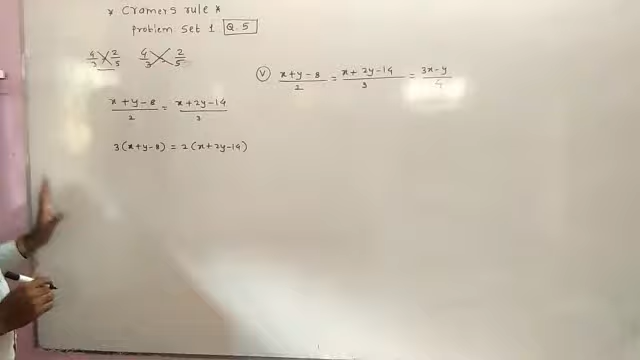 * Cramers rule *
problem set 1 Q.5
4/3 2/5 4/3 2/5
(v) x+y-8/2 = x+2y-14/3 = 3x-y/4
x+y-8/2 = x+2y-14/3
3(x+y-8) = 2(x+2y-14)